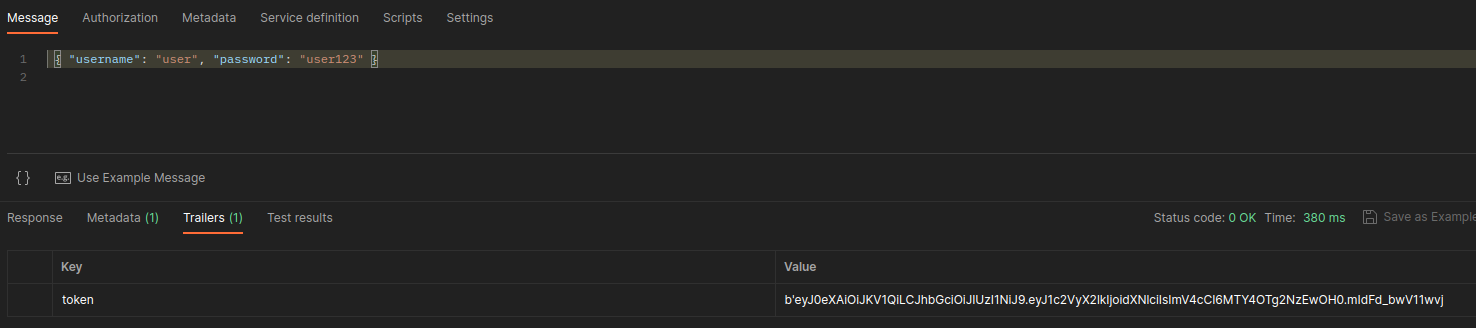 Message Authorization Metadata Service definition Scripts Settings
1 { "username": "user", "password": "user123" }
2
{} e.g. Use Example Message
Response Metadata (1) Trailers (1) Test results Status code: 0 OK Time: 380 ms Save as Example
Key Value
token b'eyJ0eXAiOiJKV1QiLCJhbGciOiJIUzI1NiJ9.eyJ1c2VyX2lkIjoidXNlciIsImV4cCI6MTY4OTg2NzEwOH0.mIdFd_bwV11wvj